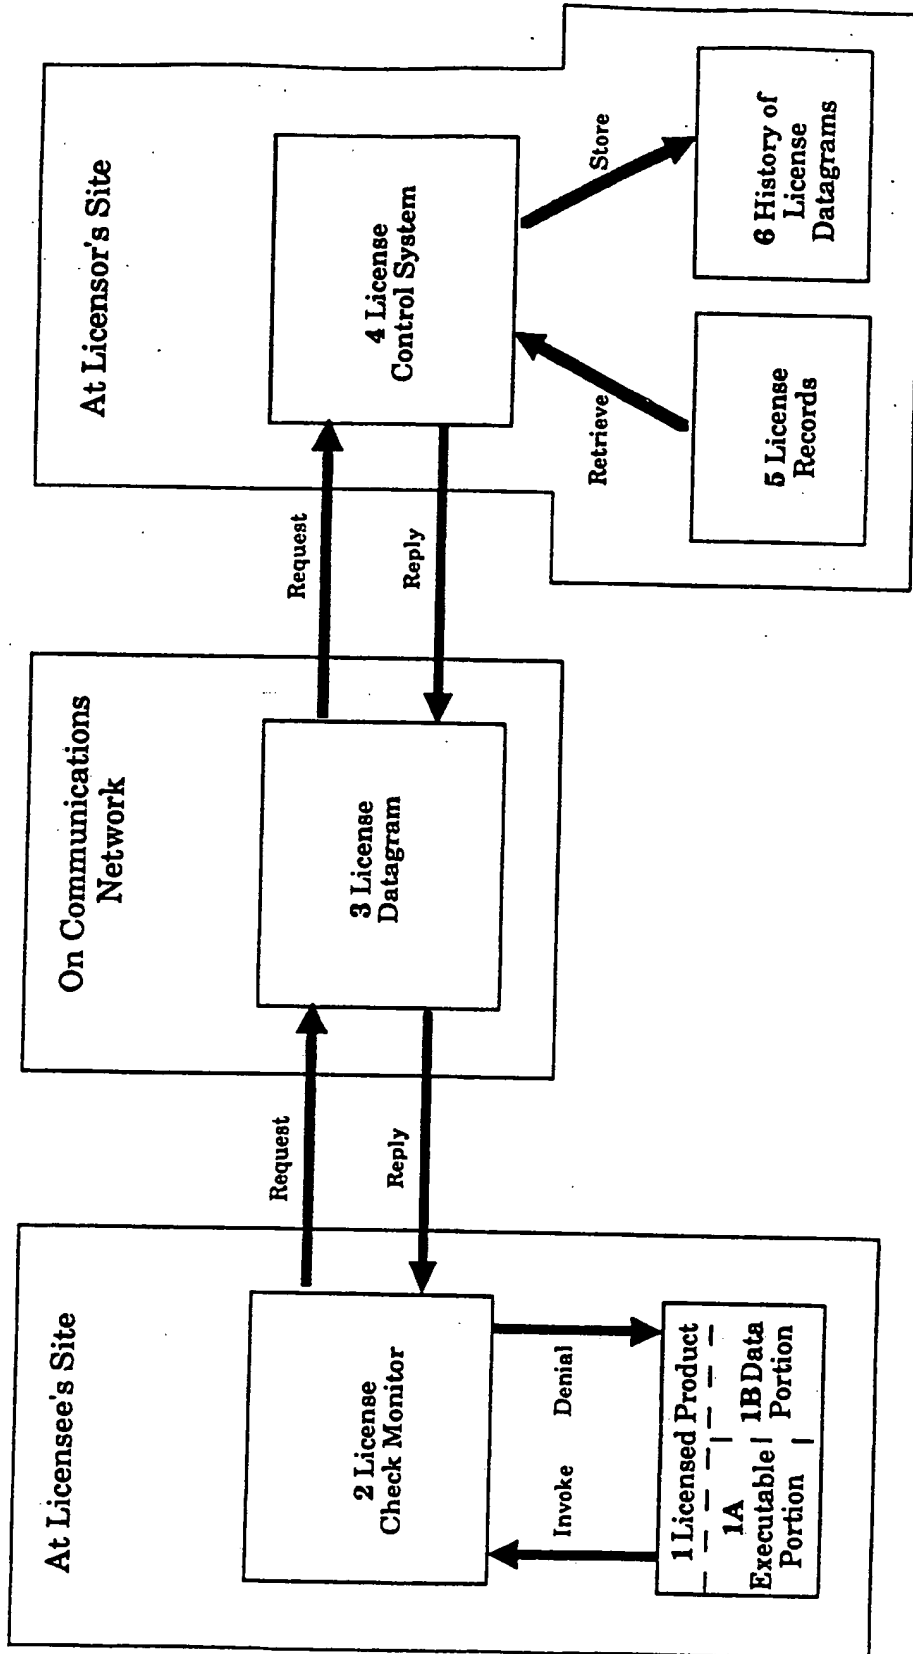 At Licensee's Site
2 License
Check Monitor
Invoke
Denial
1 Licensed Product
1A
Executable
Portion
1B Data
Portion
Request
Reply
On Communications
Network
3 License
Datagram
Request
Reply
At Licensor's Site
4 License
Control System
Retrieve
Store
5 License
Records
6 History of
License
Datagrams